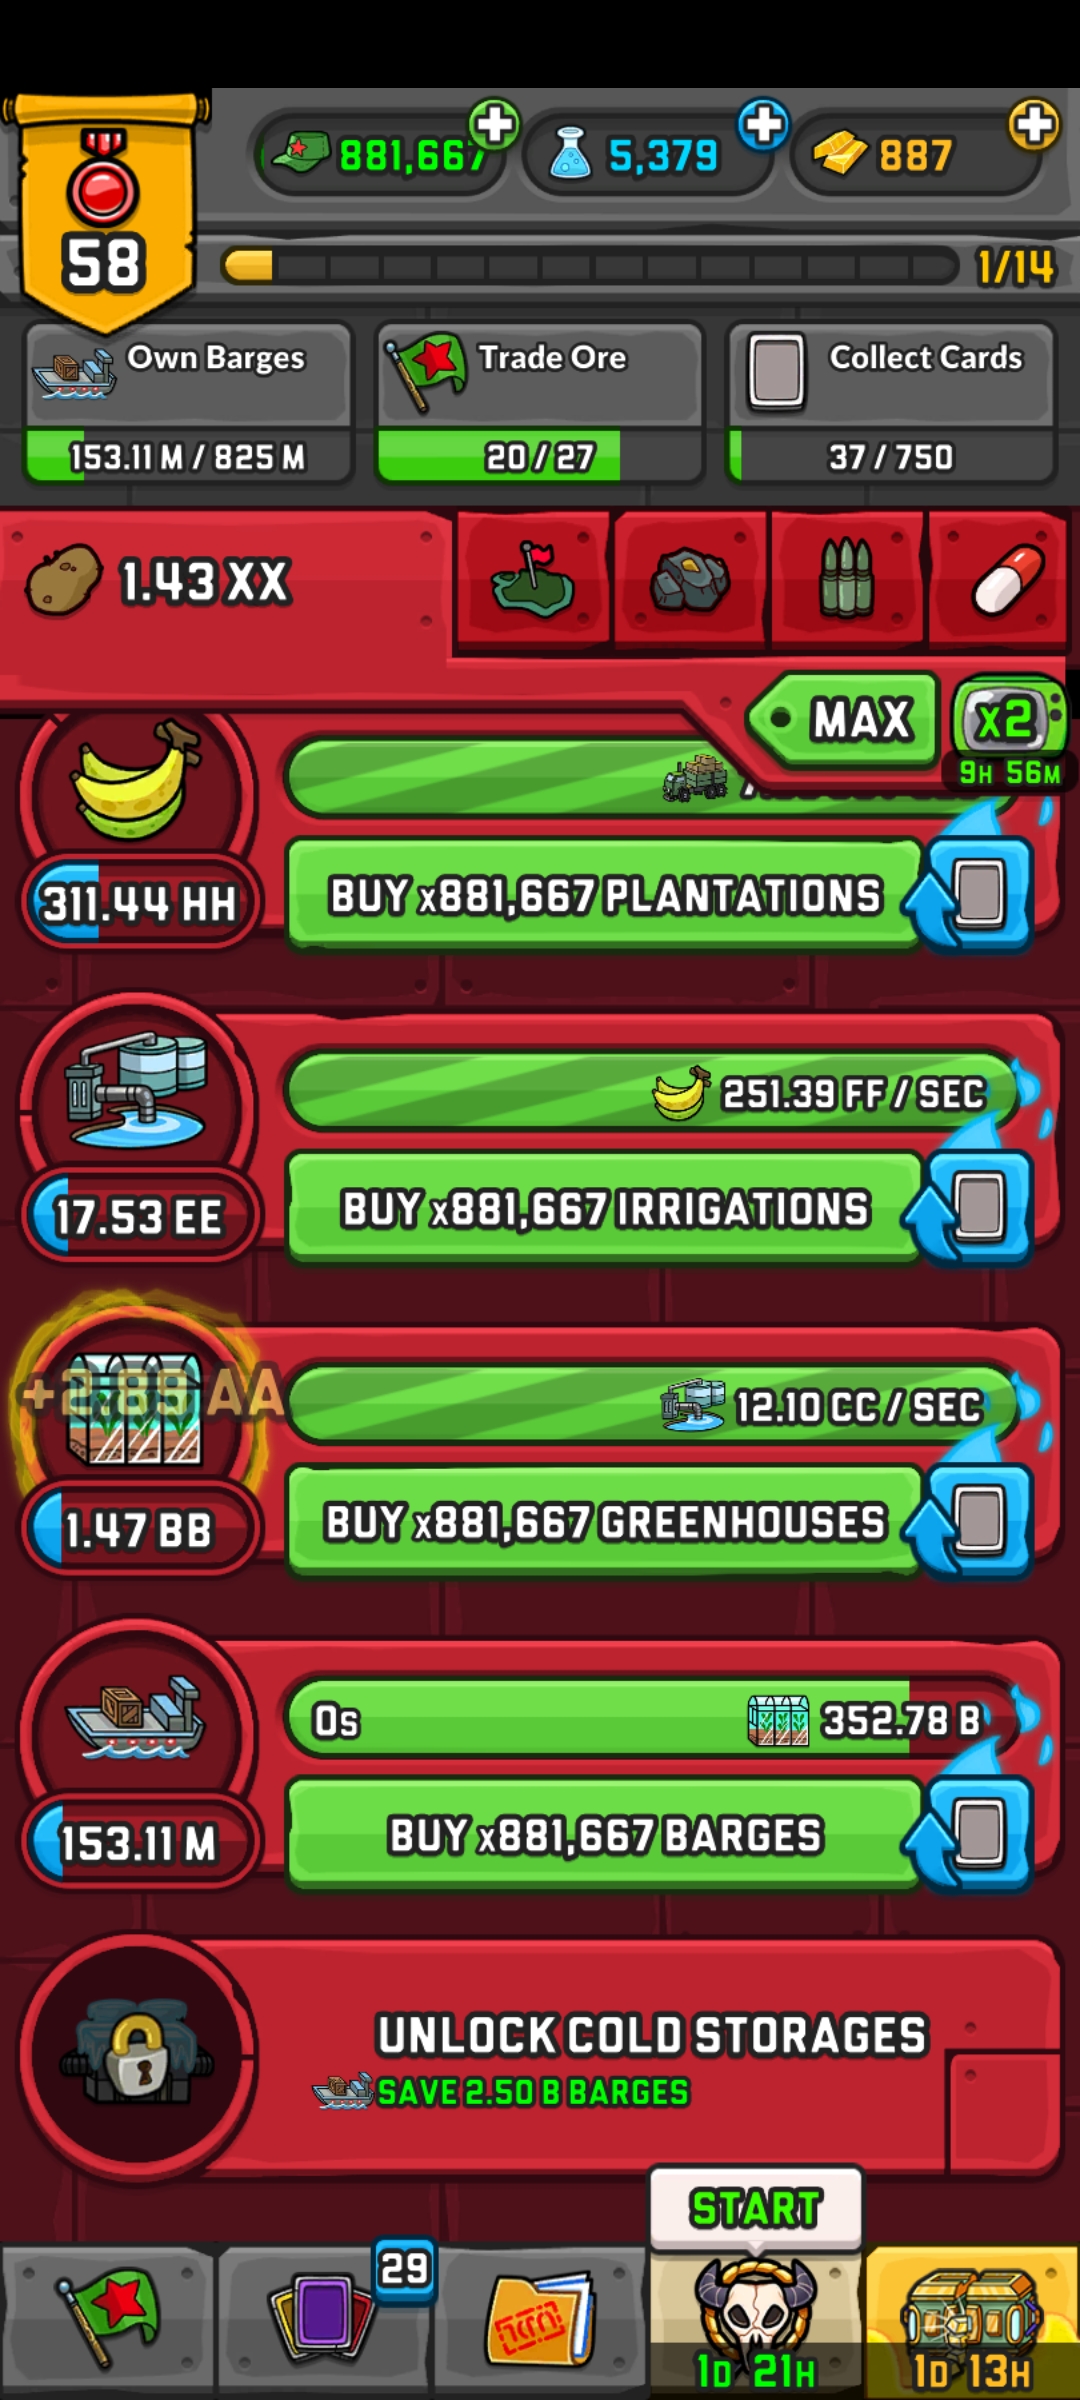 881,667
5,379
887
58
1/14
Own Barges
Trade Ore
Collect Cards
153.11 M / 825 M
20 / 27
37 / 750
1.43 XX
MAX
x2
9H 56M
311.44 HH
BUY x881,667 PLANTATIONS
251.39 FF / SEC
17.53 EE
BUY x881,667 IRRIGATIONS
+2.89 AA
12.10 CC / SEC
1.47 BB
BUY x881,667 GREENHOUSES
0s
352.78 B
153.11 M
BUY x881,667 BARGES
UNLOCK COLD STORAGES
SAVE 2.50 B BARGES
START
29
1D 21H
1D 13H